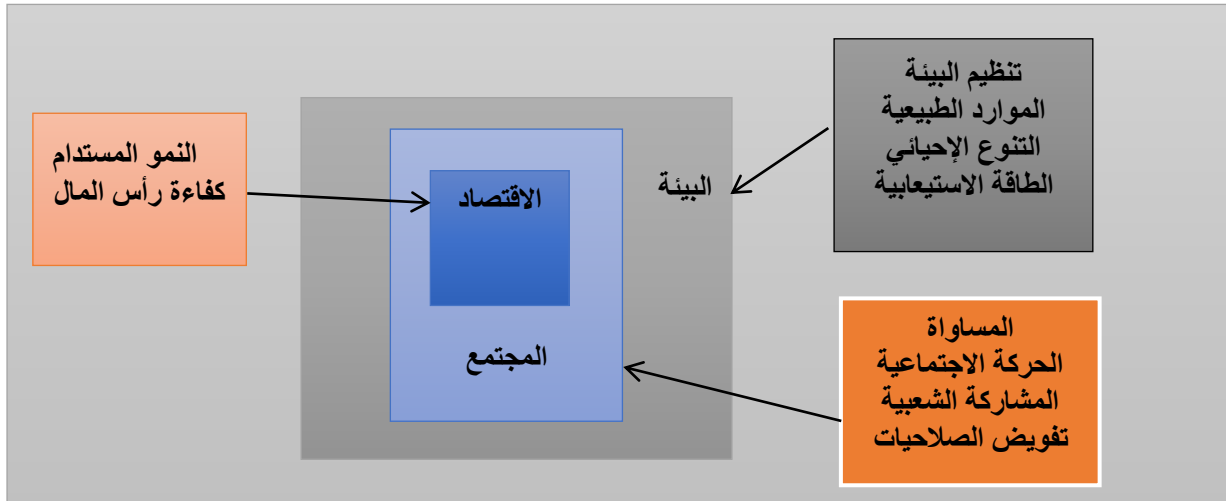 تنظيم البيئة
الموارد الطبيعية
التنوع الإحيائي
الطاقة الاستيعابية
البيئة
الاقتصاد
المجتمع
النمو المستدام
كفاءة رأس المال
المساواة
الحركة الاجتماعية
المشاركة الشعبية
تفويض الصلاحيات